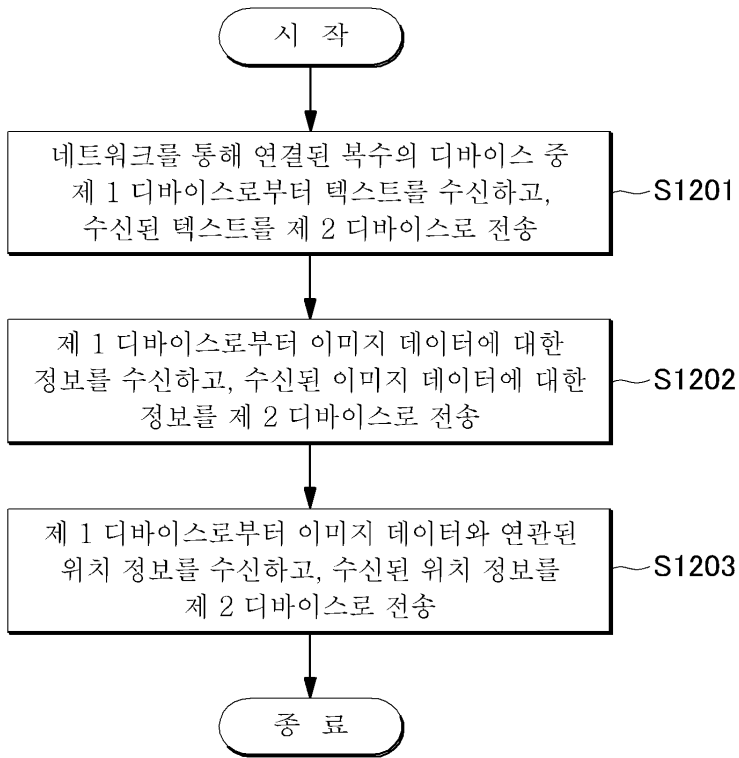 시 작
네트워크를 통해 연결된 복수의 디바이스 중
제 1 디바이스로부터 텍스트를 수신하고,
수신된 텍스트를 제 2 디바이스로 전송
S1201
제 1 디바이스로부터 이미지 데이터에 대한
정보를 수신하고, 수신된 이미지 데이터에 대한
정보를 제 2 디바이스로 전송
S1202
제 1 디바이스로부터 이미지 데이터와 연관된
위치 정보를 수신하고, 수신된 위치 정보를
제 2 디바이스로 전송
S1203
종 료